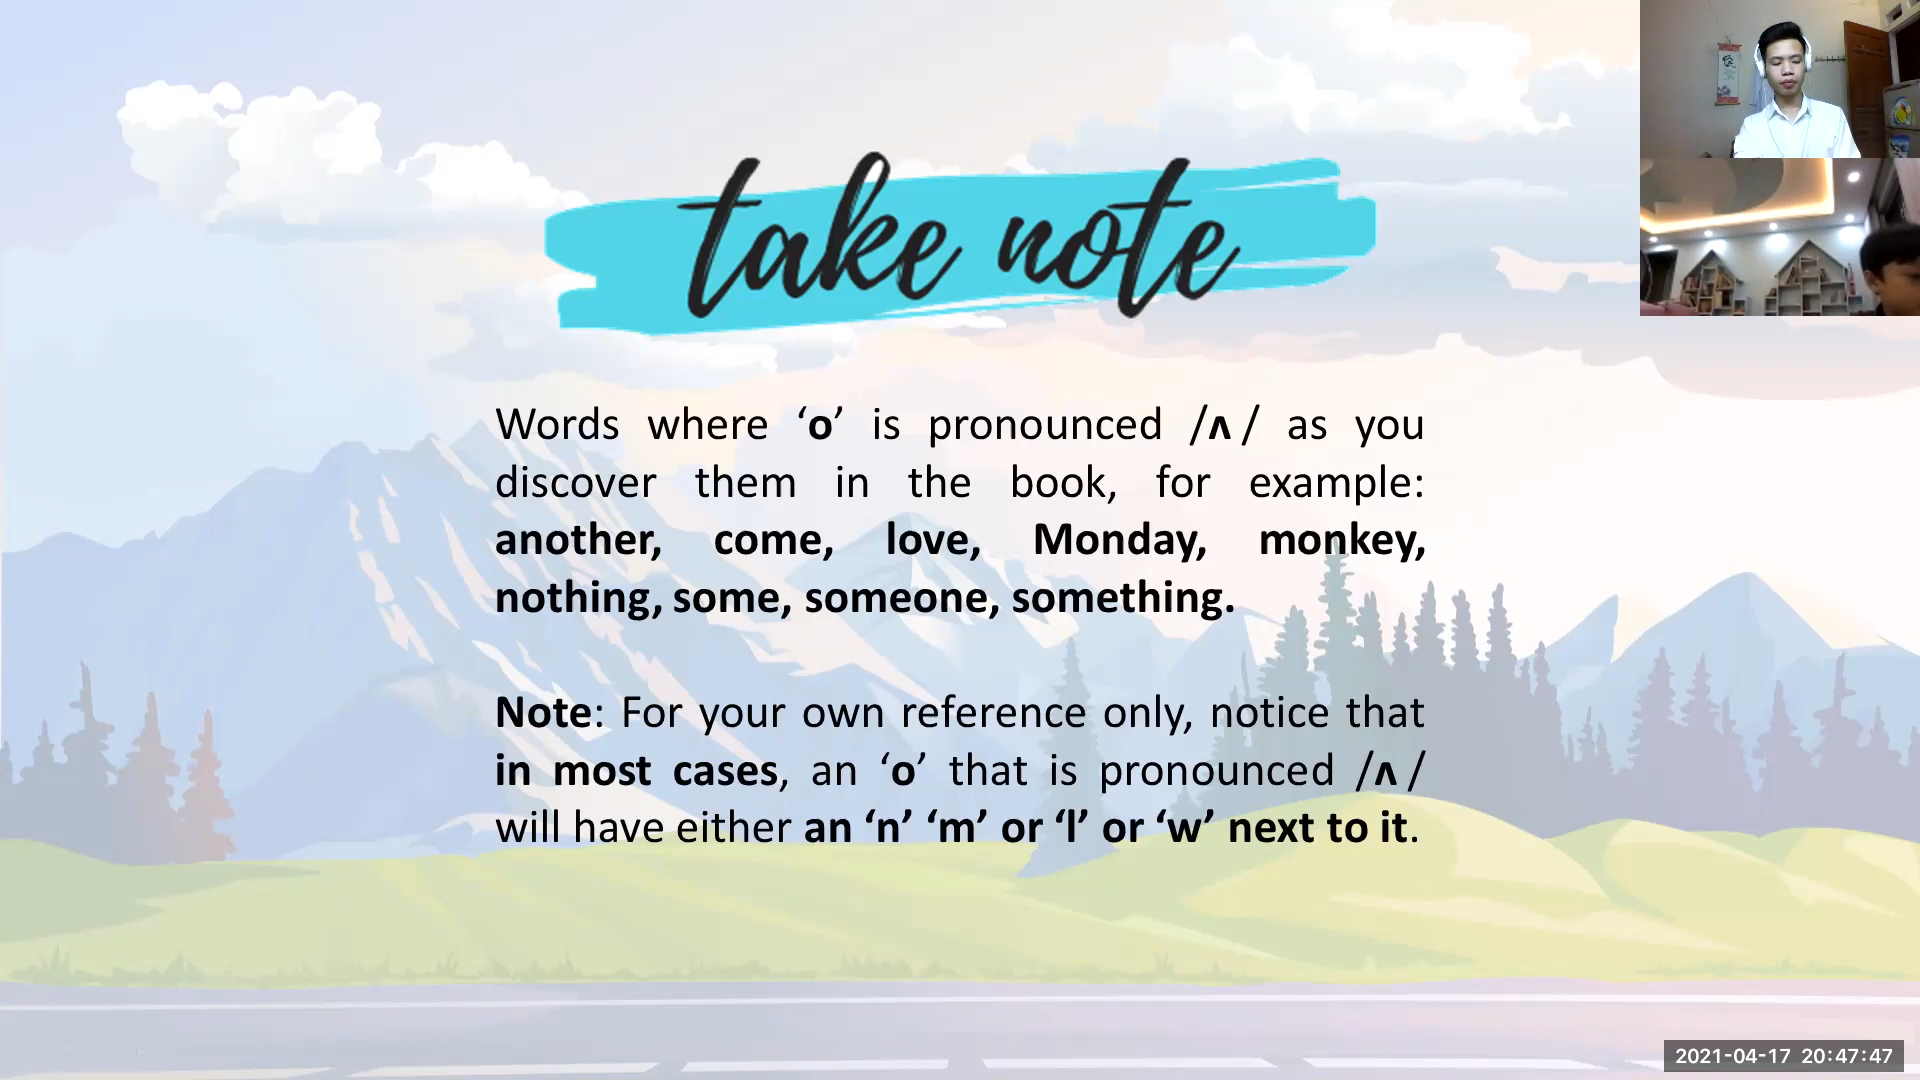 take note
Words where ‘o’ is pronounced /ʌ / as you
discover them in the book, for example:
another, come, love, Monday, monkey,
nothing, some, someone, something.
Note: For your own reference only, notice that
in most cases, an ‘o’ that is pronounced /ʌ /
will have either an ‘n’ ‘m’ or ‘l’ or ‘w’ next to it.
2021-04-17 20:47:47